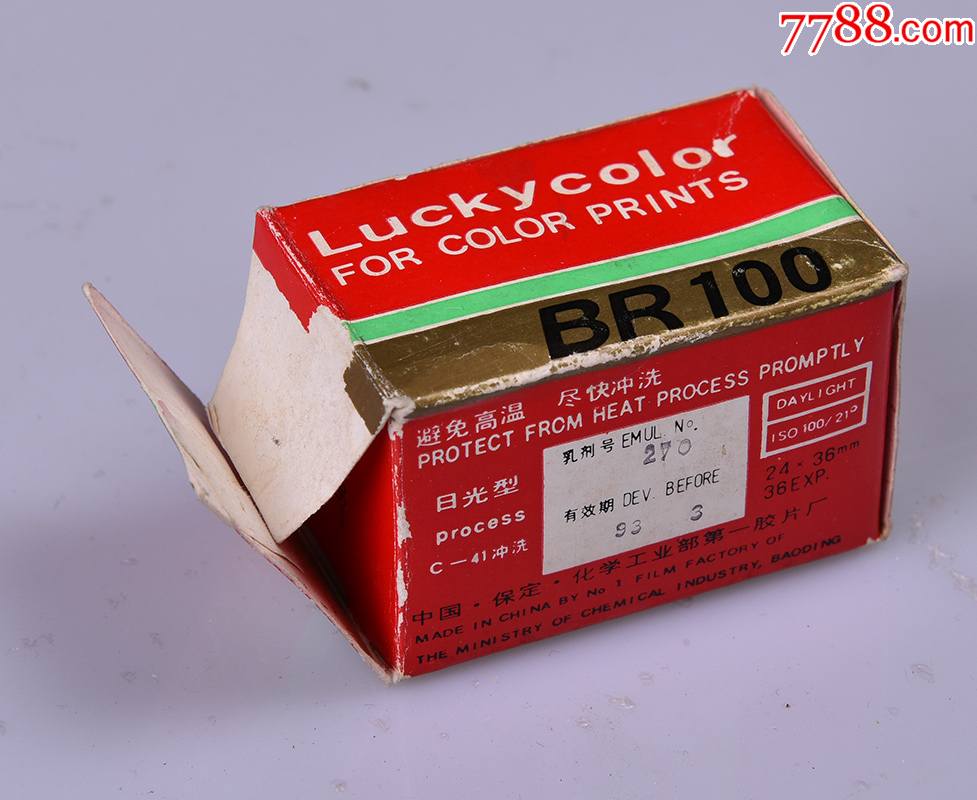 7788.com
Luckycolor
FOR COLOR PRINTS
BR100
避免高温 尽快冲洗
PROTECT FROM HEAT PROCESS PROMPTLY
日光型
process
C-41冲洗
乳剂号 EMUL. No.
270
有效期 DEV. BEFORE
93 3
DAYLIGHT
ISO 100/21°
24×36mm
36EXP.
中国·保定·化学工业部第一胶片厂
MADE IN CHINA BY No 1 FILM FACTORY OF
THE MINISTRY OF CHEMICAL INDUSTRY, BAODING